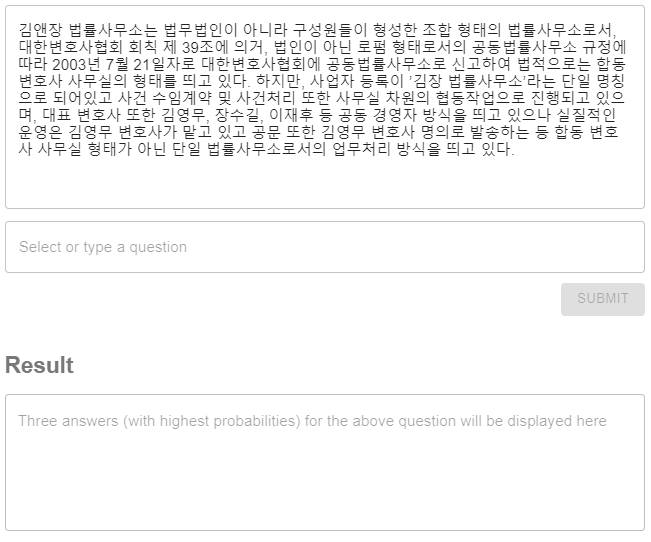 김앤장 법률사무소는 법무법인이 아니라 구성원들이 형성한 조합 형태의 법률사무소로서,
대한변호사협회 회칙 제 39조에 의거, 법인이 아닌 로펌 형태로서의 공동법률사무소 규정에
따라 2003년 7월 21일자로 대한변호사협회에 공동법률사무소로 신고하여 법적으로는 합동
변호사 사무실의 형태를 띄고 있다. 하지만, 사업자 등록이 '김장 법률사무소'라는 단일 명칭
으로 되어있고 사건 수임계약 및 사건처리 또한 사무실 차원의 협동작업으로 진행되고 있으
며, 대표 변호사 또한 김영무, 장수길, 이재후 등 공동 경영자 방식을 띄고 있으나 실질적인
운영은 김영무 변호사가 맡고 있고 공문 또한 김영무 변호사 명의로 발송하는 등 합동 변호
사 사무실 형태가 아닌 단일 법률사무소로서의 업무처리 방식을 띄고 있다.
Select or type a question
SUBMIT
Result
Three answers (with highest probabilities) for the above question will be displayed here